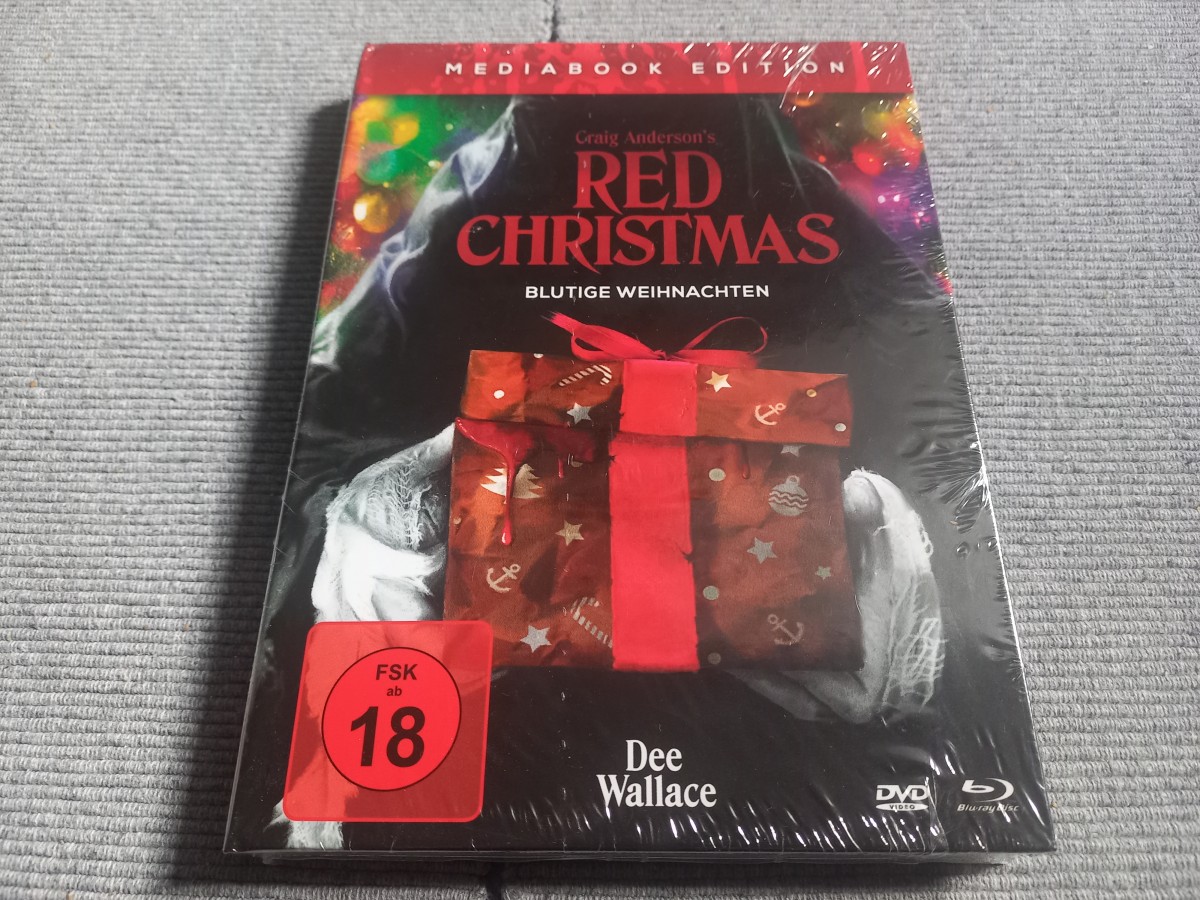 MEDIABOOK EDITION
Craig Anderson's
RED
CHRISTMAS
BLUTIGE WEIHNACHTEN
FSK
ab
18
Dee
Wallace
DVD
VIDEO
Blu-ray Disc